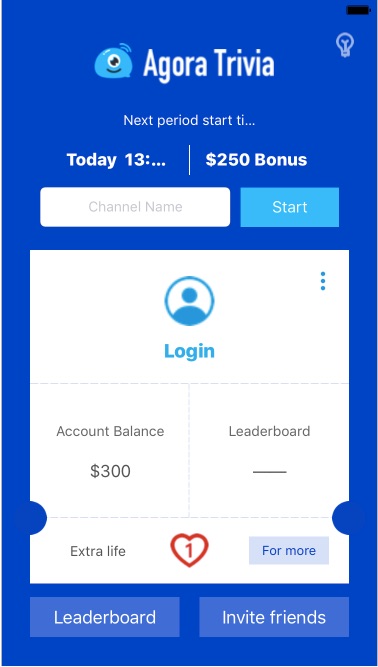 Agora Trivia
Next period start ti...
Today 13:... $250 Bonus
Channel Name Start
Login
Account Balance Leaderboard
$300 ——
Extra life 1 For more
Leaderboard Invite friends